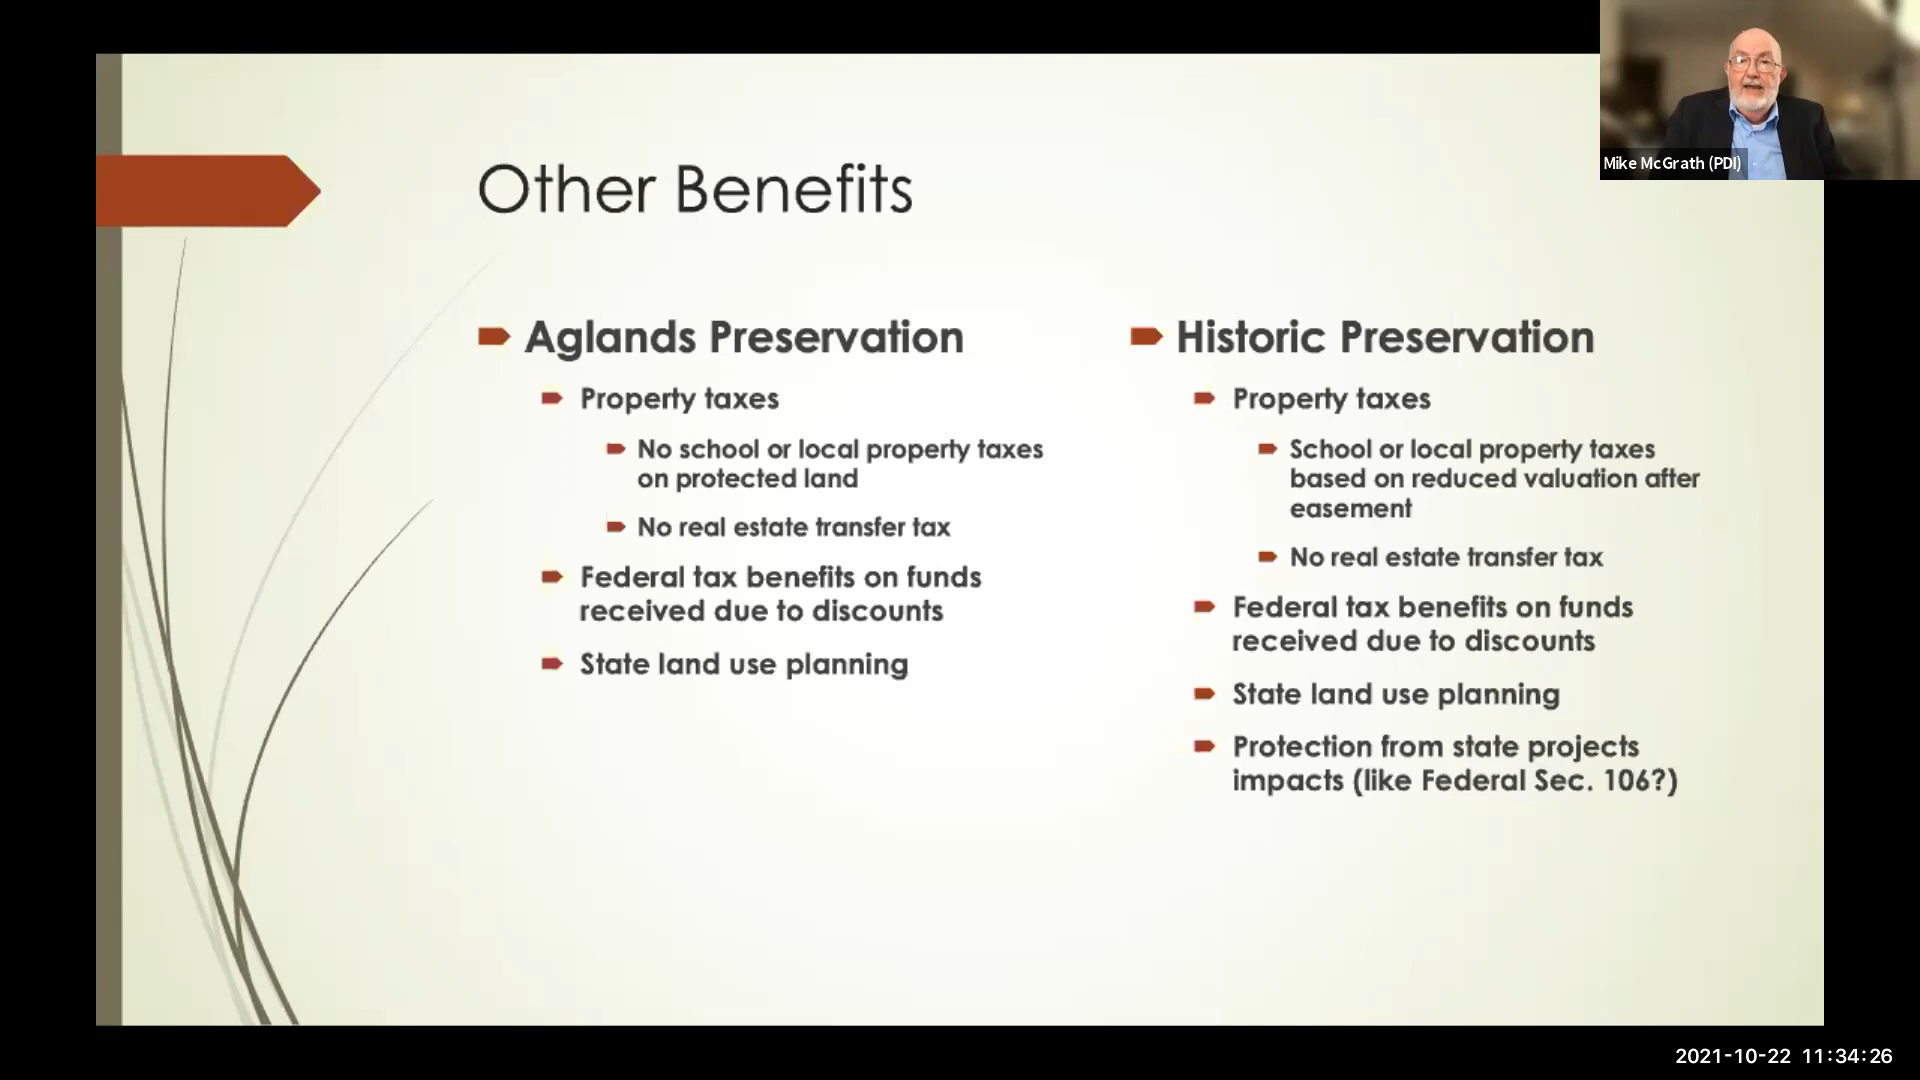 Mike McGrath (PDI)
Other Benefits
Aglands Preservation
Property taxes
No school or local property taxes
on protected land
No real estate transfer tax
Federal tax benefits on funds
received due to discounts
State land use planning
Historic Preservation
Property taxes
School or local property taxes
based on reduced valuation after
easement
No real estate transfer tax
Federal tax benefits on funds
received due to discounts
State land use planning
Protection from state projects
impacts (like Federal Sec. 106?)
2021-10-22 11:34:26